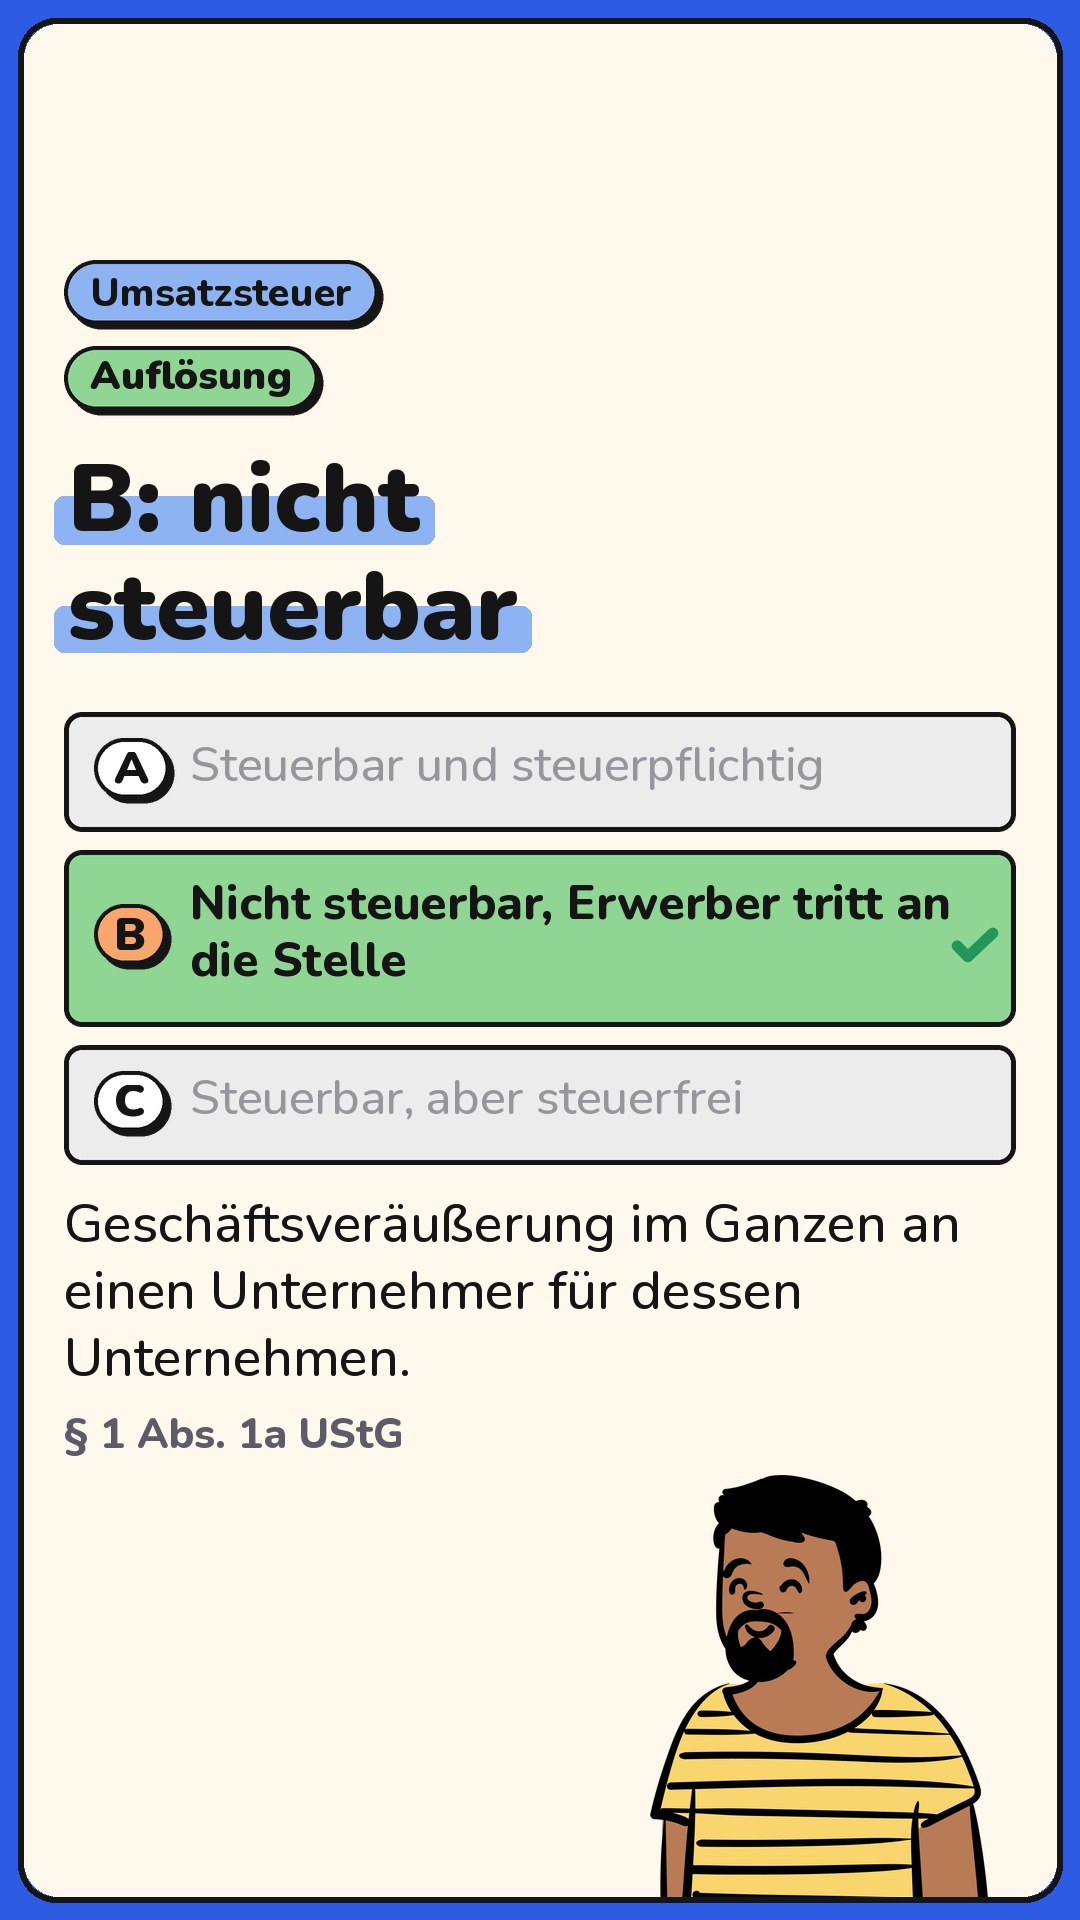 Umsatzsteuer
Auflösung
B: nicht
steuerbar
A Steuerbar und steuerpflichtig
B Nicht steuerbar, Erwerber tritt an
die Stelle
C Steuerbar, aber steuerfrei
Geschäftsveräußerung im Ganzen an
einen Unternehmer für dessen
Unternehmen.
§ 1 Abs. 1a UStG